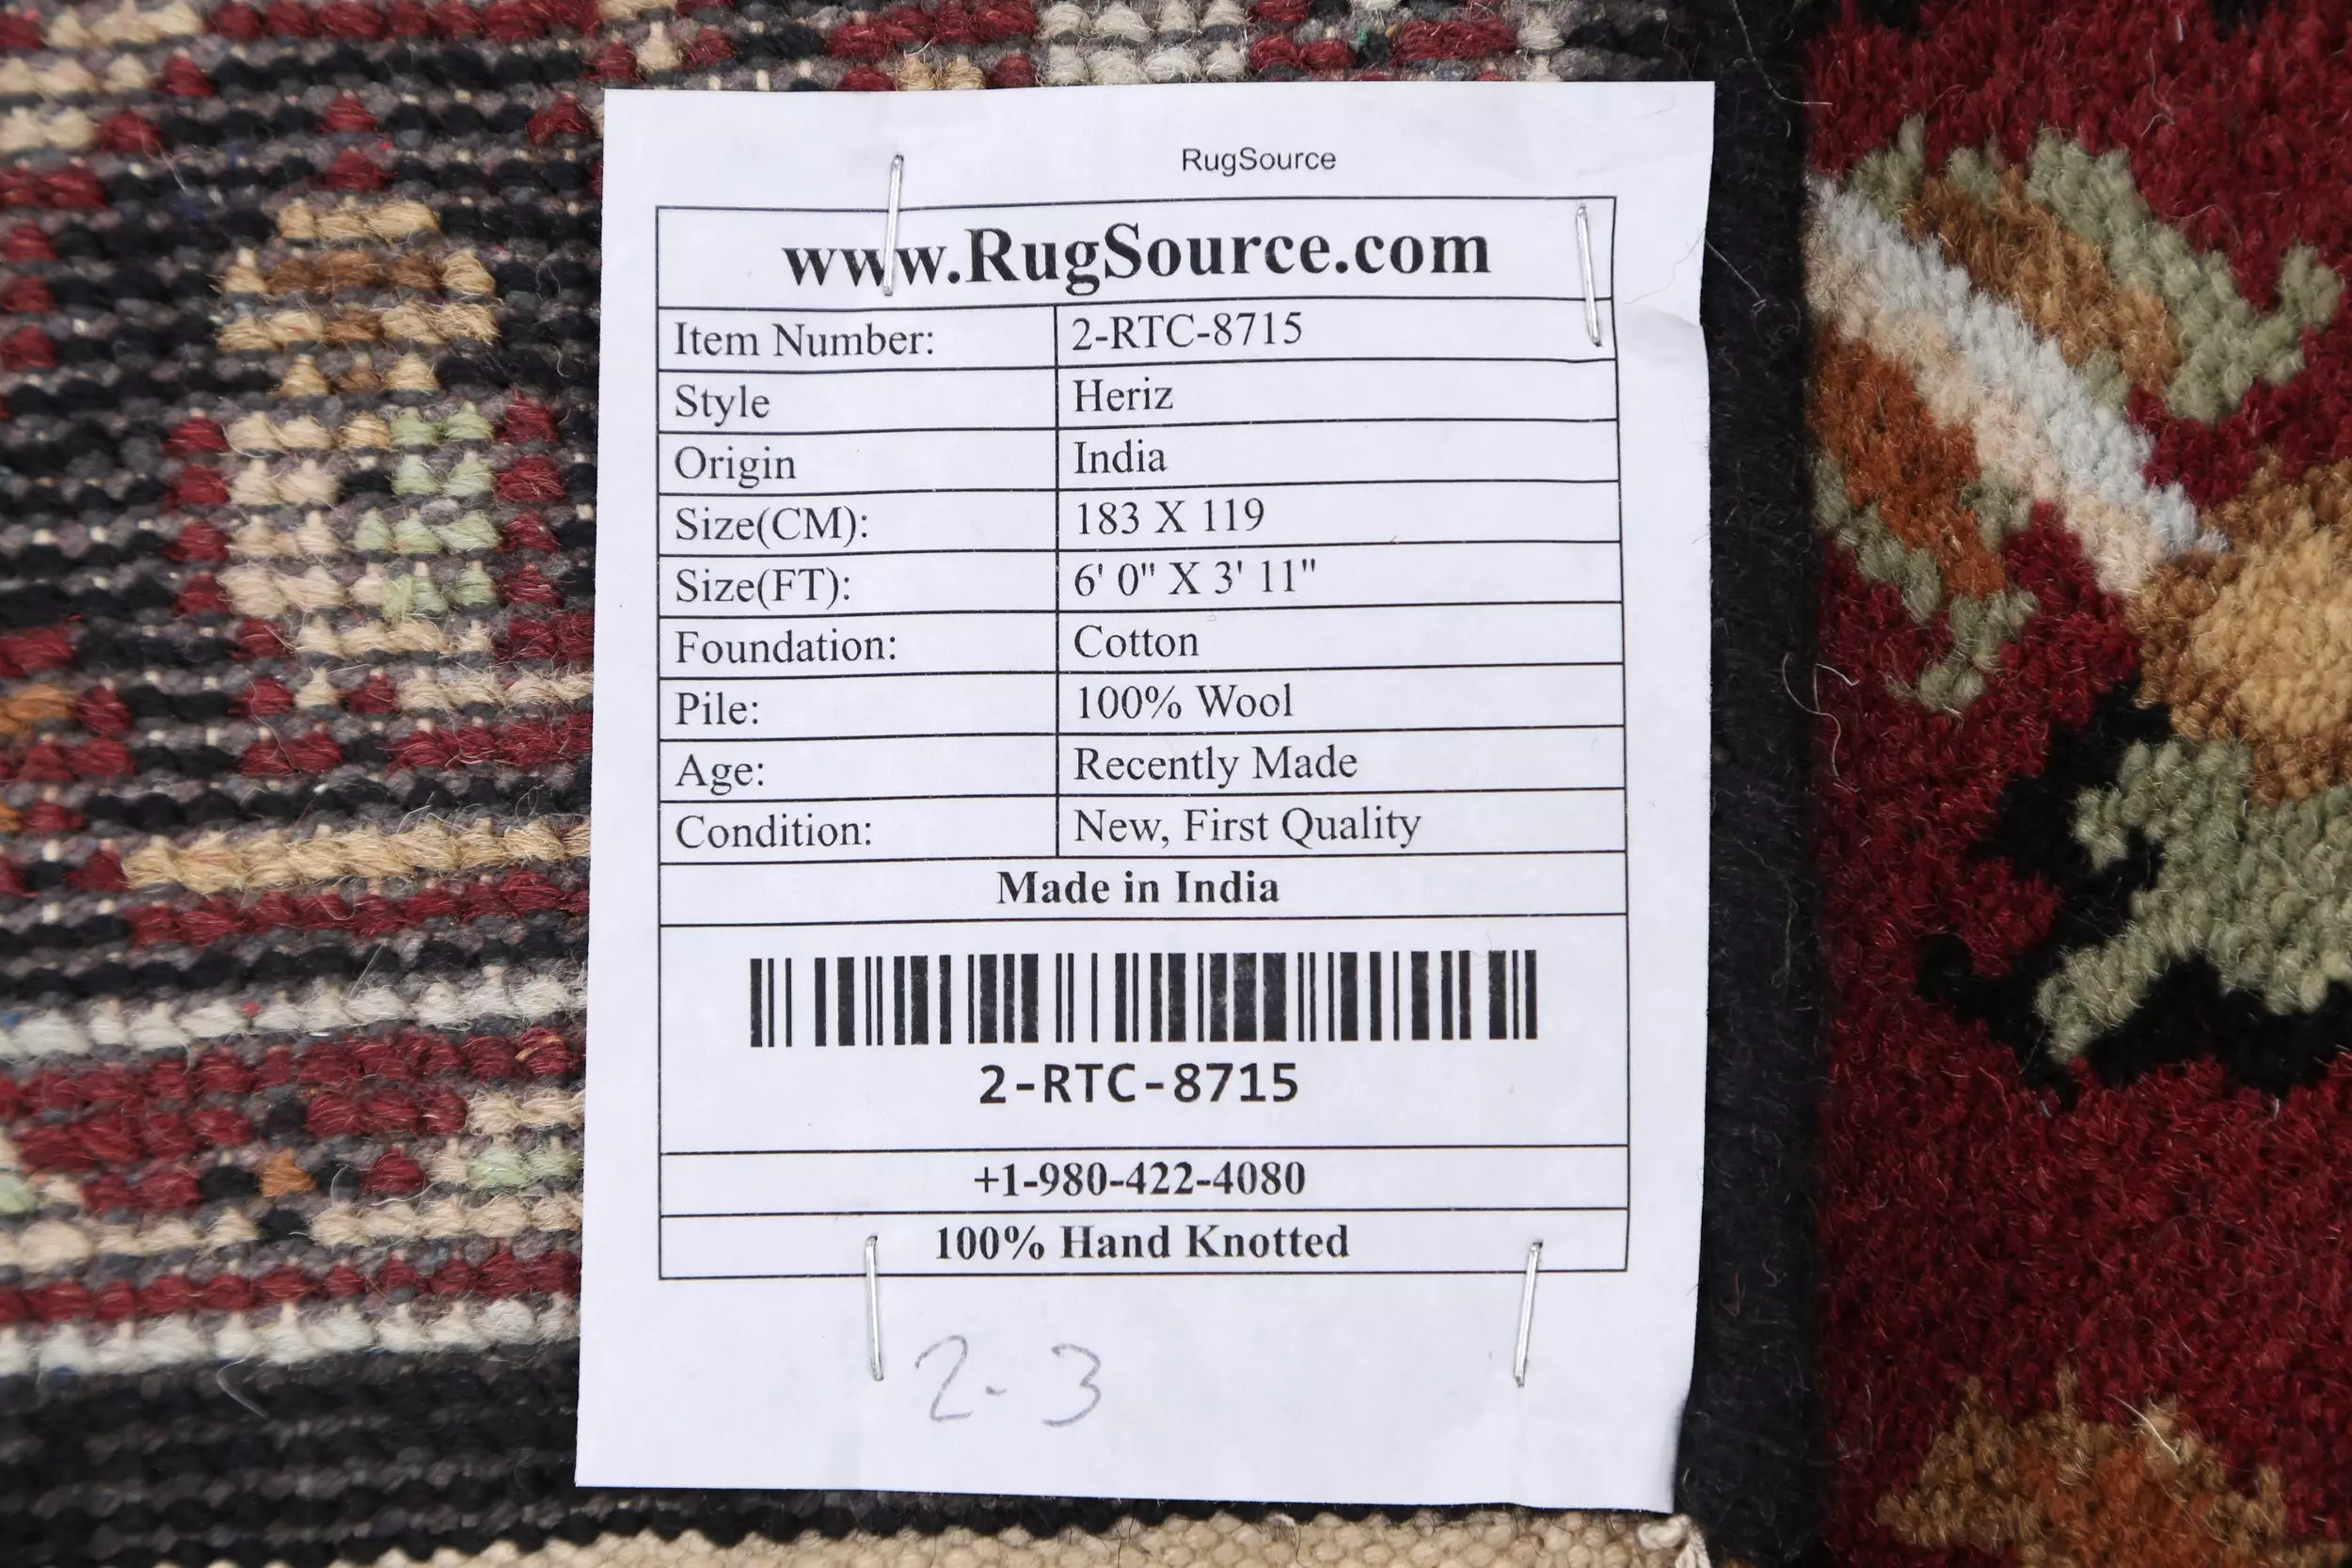 RugSource
www.RugSource.com
Item Number: 2-RTC-8715
Style Heriz
Origin India
Size(CM): 183 X 119
Size(FT): 6' 0" X 3' 11"
Foundation: Cotton
Pile: 100% Wool
Age: Recently Made
Condition: New, First Quality
Made in India
2-RTC-8715
+1-980-422-4080
100% Hand Knotted
2-3